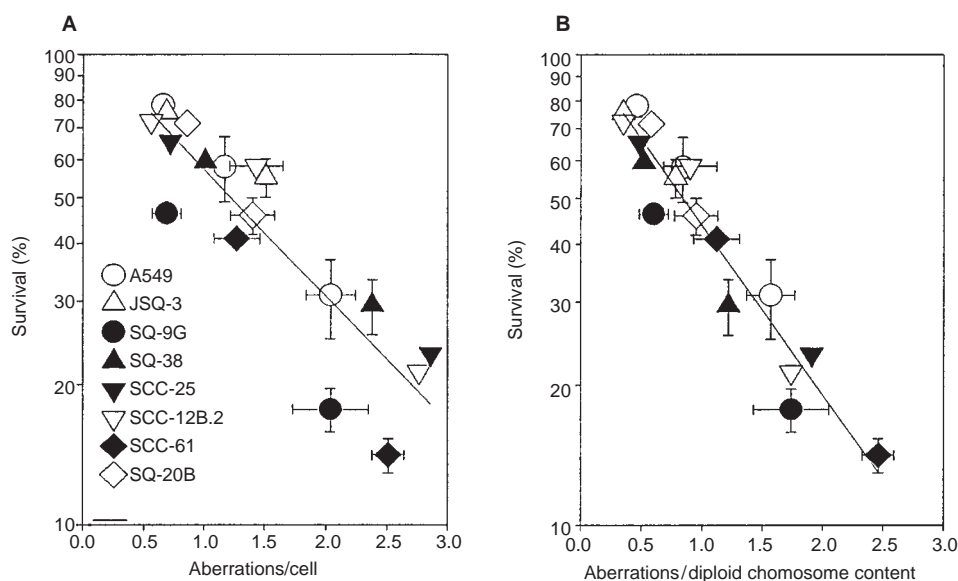 A
100
90
80
70
60
50
40
30
20
10
Survival (%)
A549
JSQ-3
SQ-9G
SQ-38
SCC-25
SCC-12B.2
SCC-61
SQ-20B
0.0 0.5 1.0 1.5 2.0 2.5 3.0
Aberrations/cell
B
100
90
80
70
60
50
40
30
20
10
Survival (%)
0.0 0.5 1.0 1.5 2.0 2.5 3.0
Aberrations/diploid chromosome content